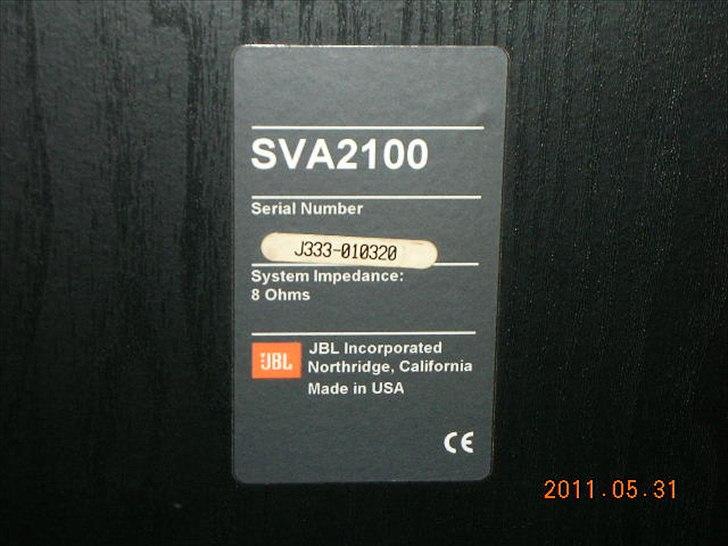 SVA2100
Serial Number
J333-010320
System Impedance:
8 Ohms
JBL
JBL Incorporated
Northridge, California
Made in USA
CE
2011.05.31